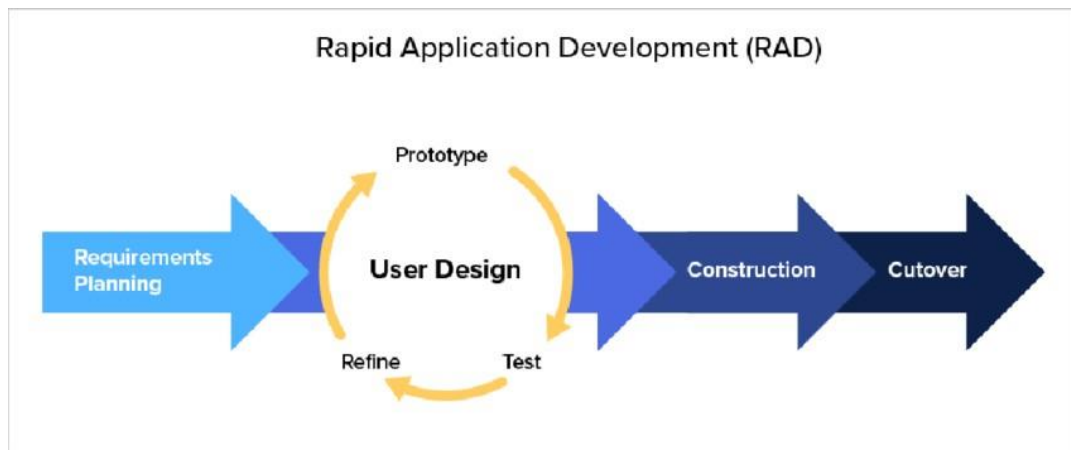 Rapid Application Development (RAD)
Prototype
Requirements
Planning
User Design
Construction
Cutover
Refine
Test